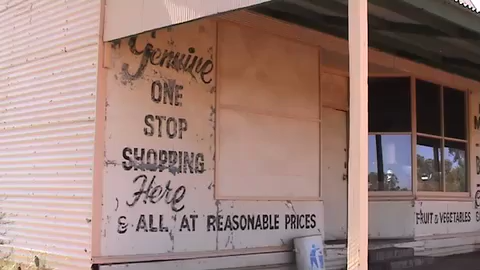 Genuine
ONE
STOP
SHOPPING
Here
& ALL AT REASONABLE PRICES
FRUIT & VEGETABLES